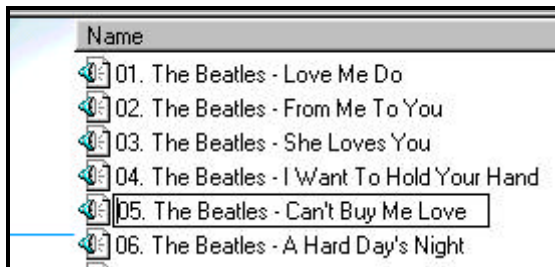 Name
01. The Beatles - Love Me Do
02. The Beatles - From Me To You
03. The Beatles - She Loves You
04. The Beatles - I Want To Hold Your Hand
05. The Beatles - Can't Buy Me Love
06. The Beatles - A Hard Day's Night